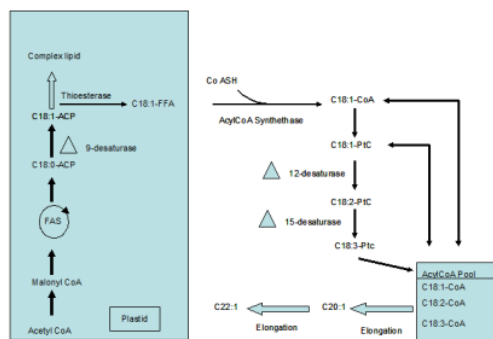 Complex lipid
Thioesterase
C18:1-ACP
C18:1-FFA
9-desaturase
C18:0-ACP
FAS
Malonyl CoA
Acetyl CoA
Plastid
Co ASH
AcylCoA Synthethase
C18:1-CoA
C18:1-PtC
12-desaturase
C18:2-PtC
15-desaturase
C18:3-Ptc
AcylCoA Pool
C18:1-CoA
C18:2-CoA
C18:3-CoA
C22:1
C20:1
Elongation
Elongation